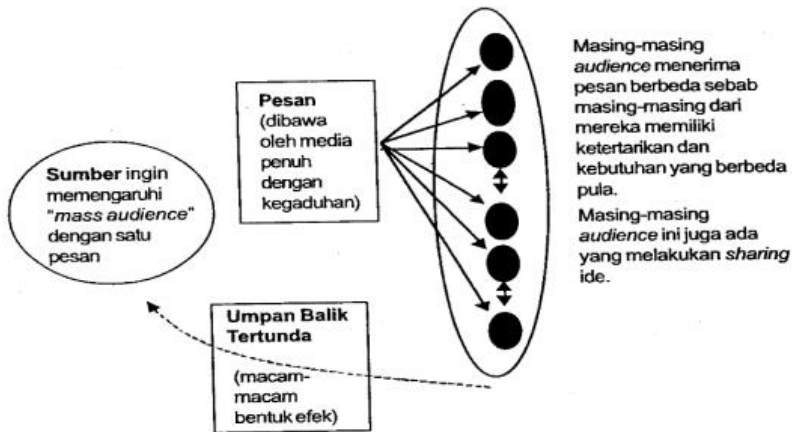 Sumber ingin
memengaruhi
"mass audience"
dengan satu
pesan
Pesan
(dibawa
oleh media
penuh
dengan
kegaduhan)
Masing-masing
audience menerima
pesan berbeda sebab
masing-masing dari
mereka memiliki
ketertarikan dan
kebutuhan yang berbeda
pula.
Masing-masing
audience ini juga ada
yang melakukan sharing
ide.
Umpan Balik
Tertunda
(macam-
macam
bentuk efek)